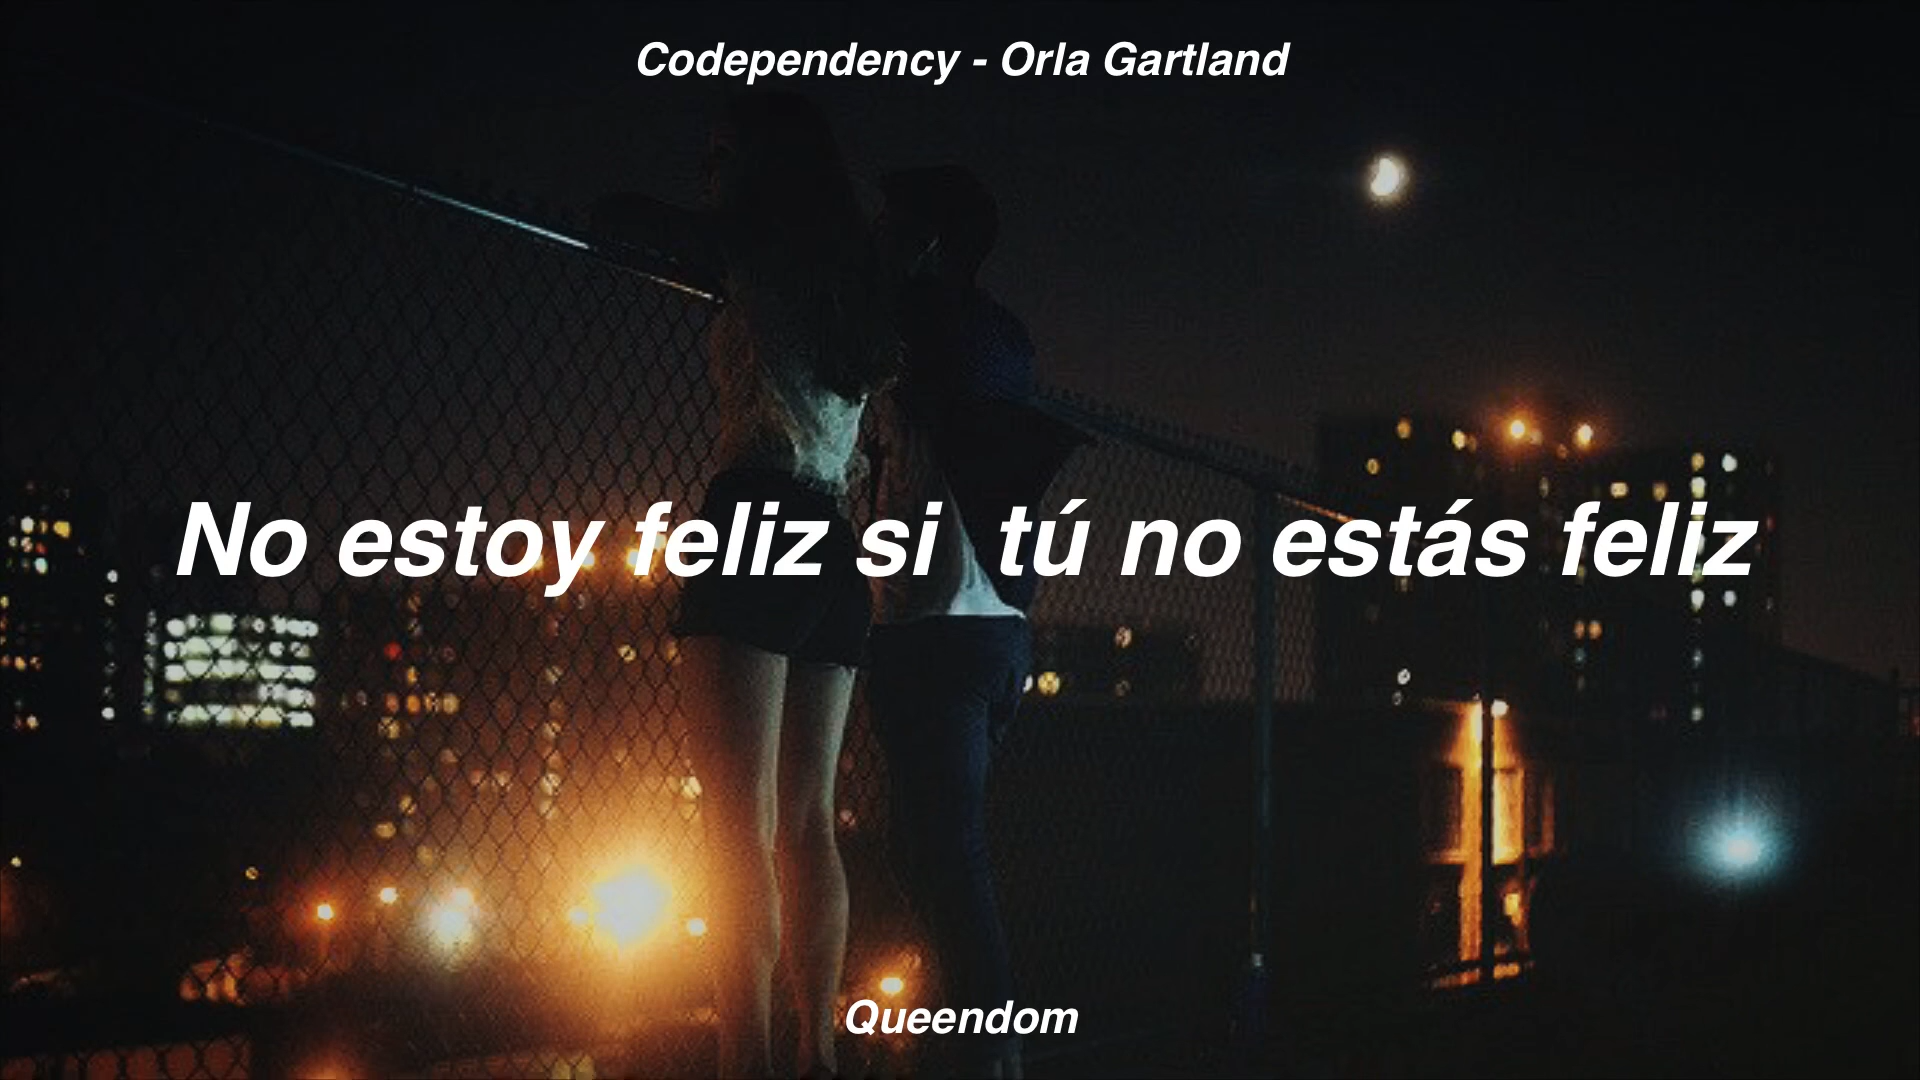 Codependency - Orla Gartland
No estoy feliz si  tú no estás feliz
Queendom